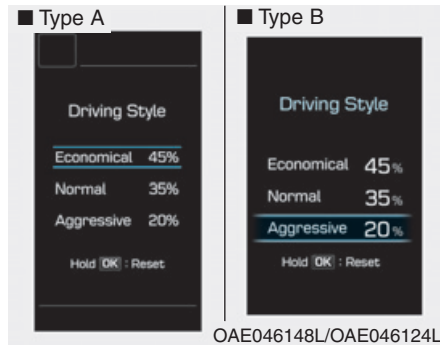 ■ Type A
Driving Style
Economical 45%
Normal 35%
Aggressive 20%
Hold OK : Reset
■ Type B
Driving Style
Economical 45%
Normal 35%
Aggressive 20%
Hold OK : Reset
OAE046148L/OAE046124L